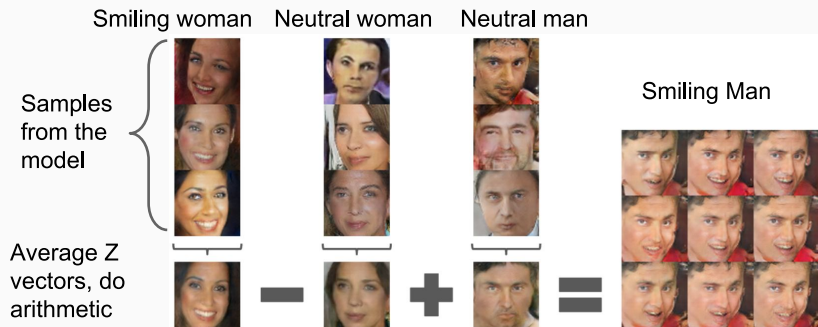 Smiling woman
Neutral woman
Neutral man
Samples
from the
model
Smiling Man
Average Z
vectors, do
arithmetic